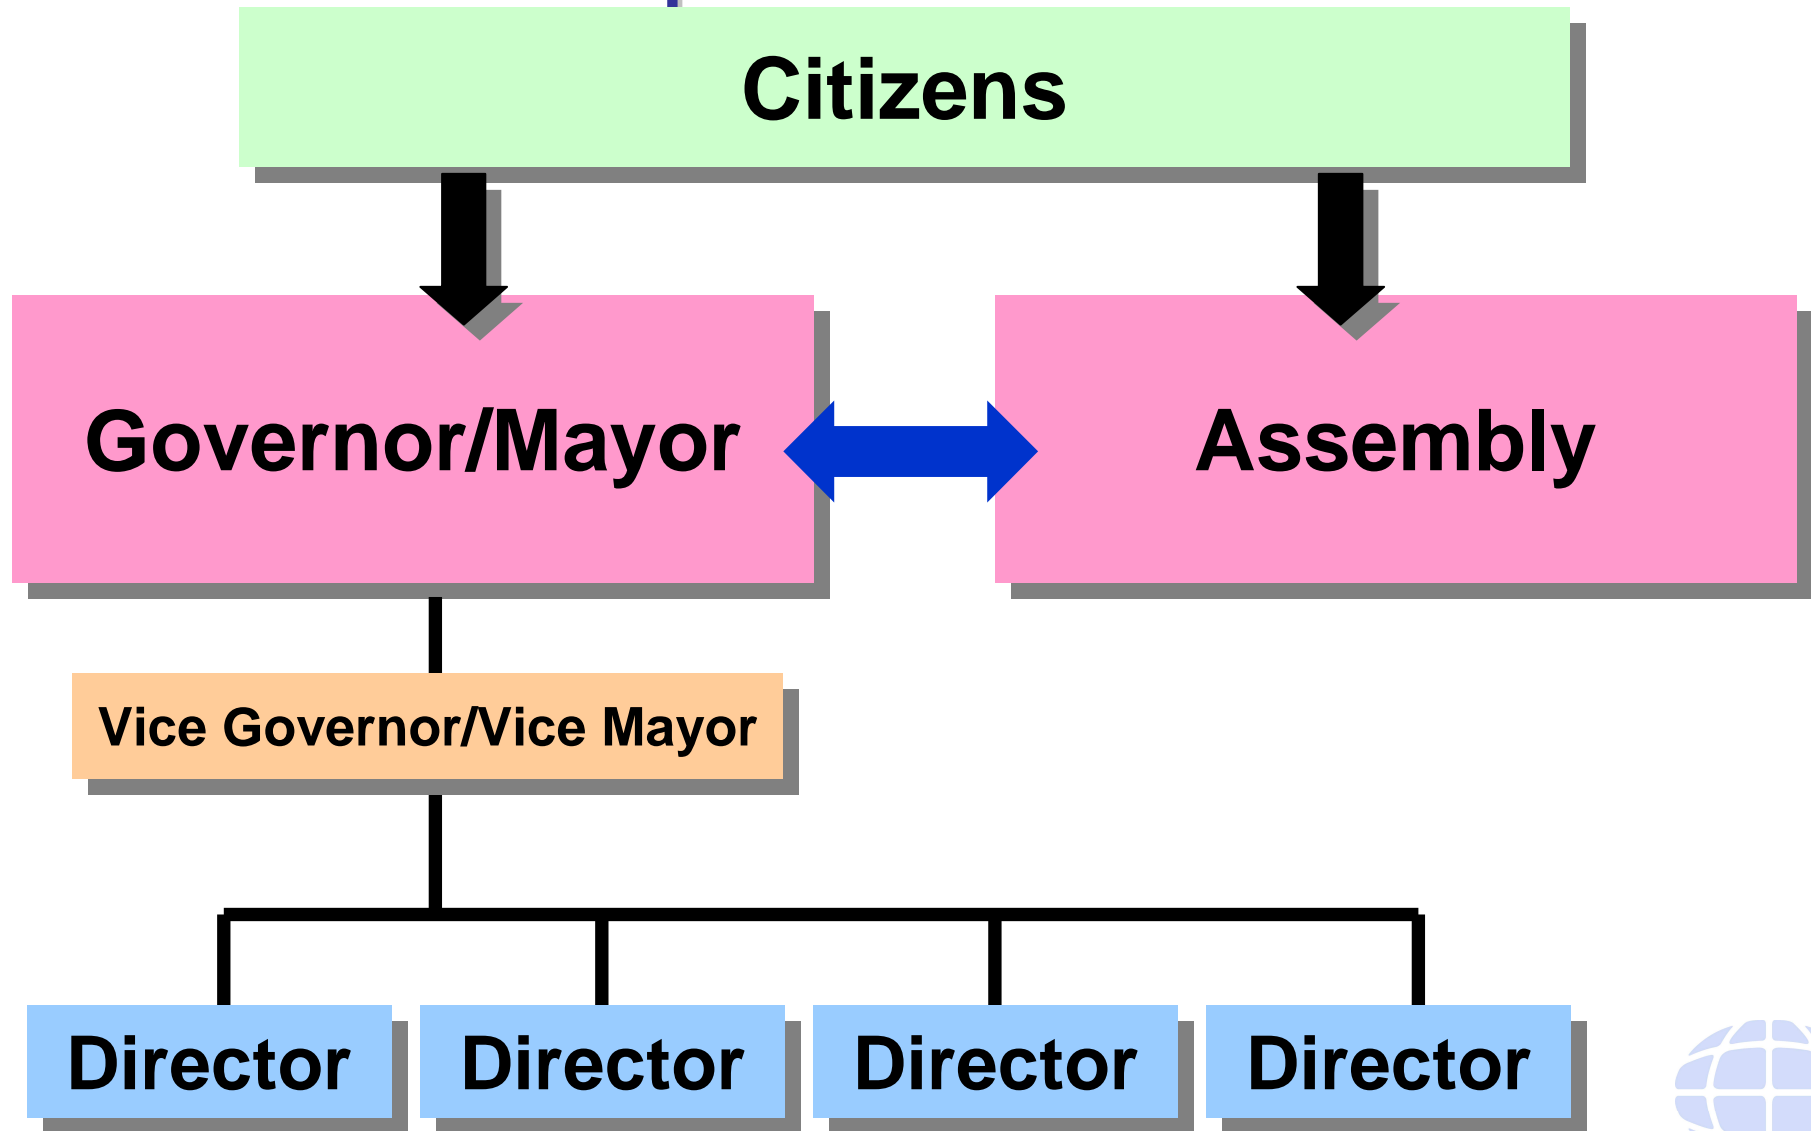 Citizens
Governor/Mayor
Assembly
Vice Governor/Vice Mayor
Director
Director
Director
Director